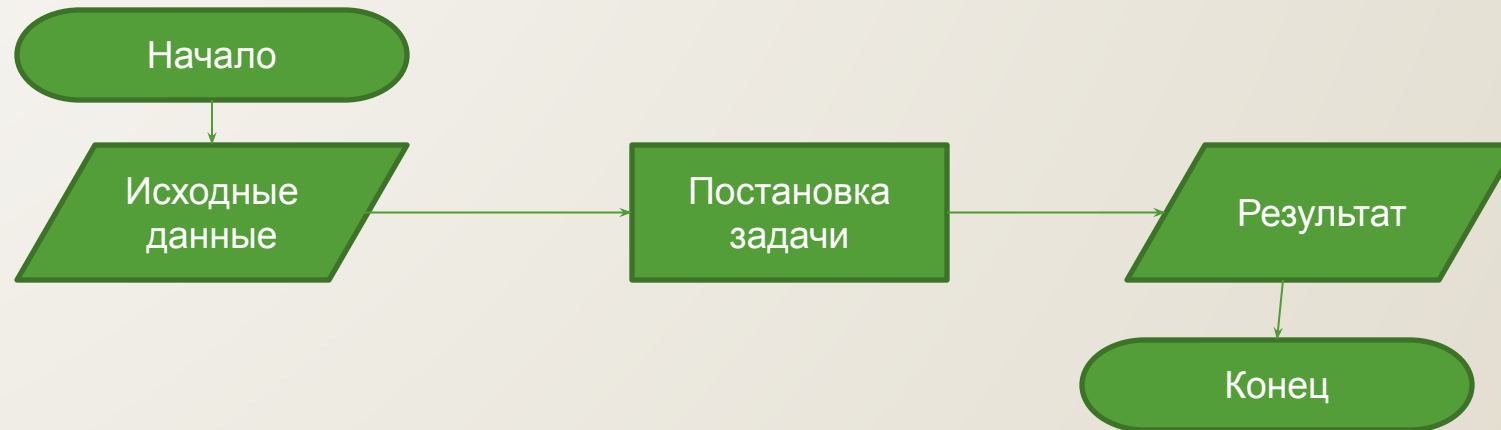 Начало
Исходные
данные
Постановка
задачи
Результат
Конец